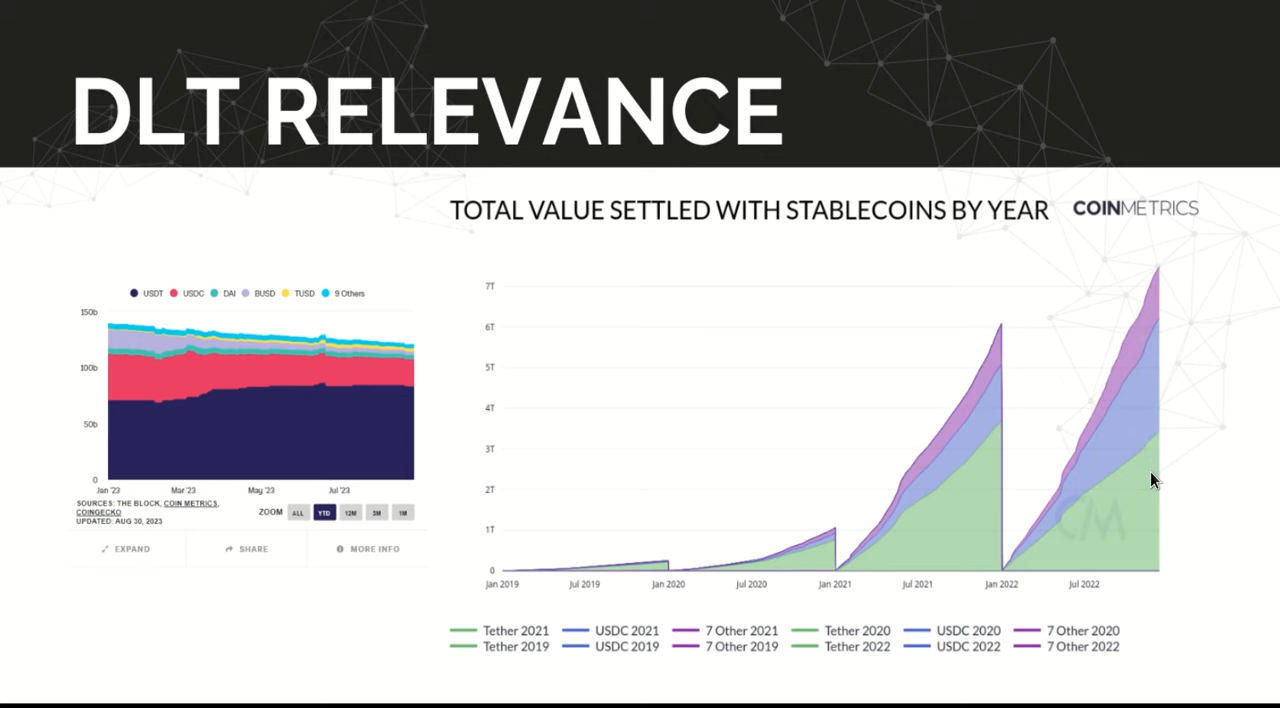 DLT RELEVANCE
TOTAL VALUE SETTLED WITH STABLECOINS BY YEAR
COINMETRICS
USDT USDC DAI BUSD TUSD 9 Others
150b
100b
50b
0
Jan '23 Mar '23 May '23 Jul '23
SOURCES: THE BLOCK, COIN METRICS,
COINGECKO
UPDATED: AUG 30, 2023
ZOOM ALL YTD 12M 3M 1M
EXPAND SHARE MORE INFO
7T
6T
5T
4T
3T
2T
1T
0
CM
Jan 2019 Jul 2019 Jan 2020 Jul 2020 Jan 2021 Jul 2021 Jan 2022 Jul 2022
Tether 2021 USDC 2021 7 Other 2021 Tether 2020 USDC 2020 7 Other 2020
Tether 2019 USDC 2019 7 Other 2019 Tether 2022 USDC 2022 7 Other 2022